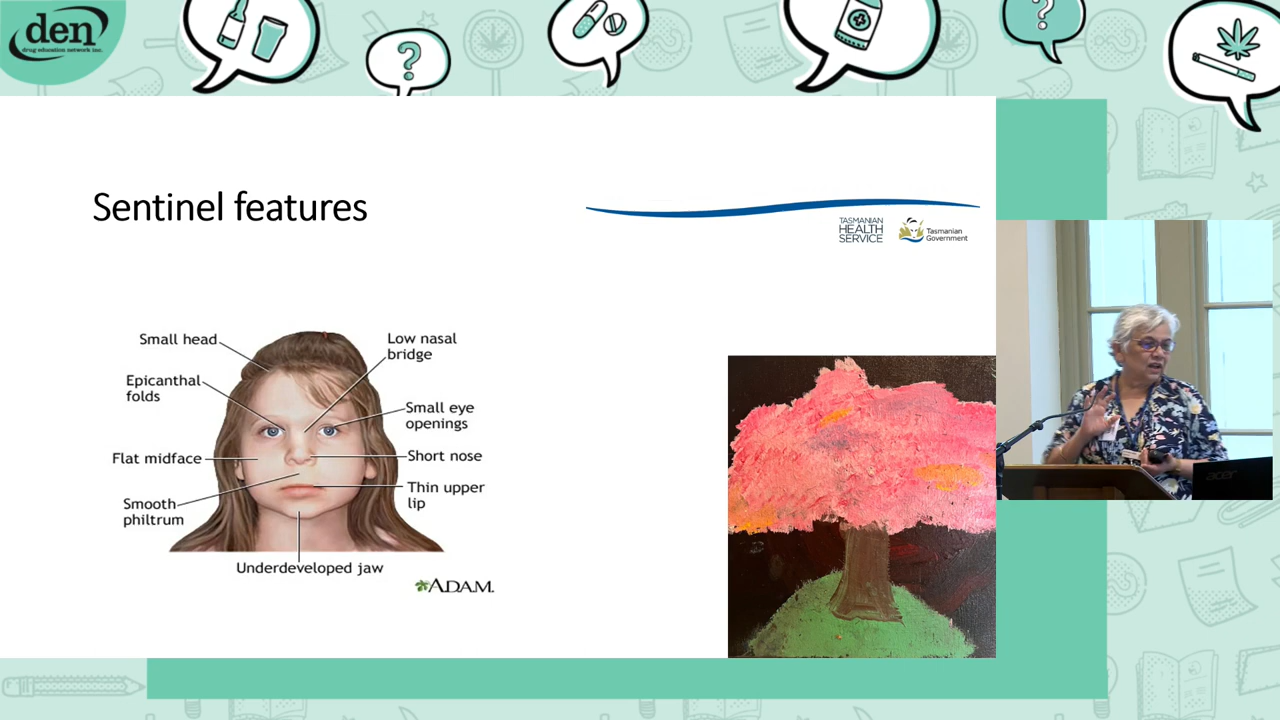 den
drug education network inc.
Sentinel features
TASMANIAN
HEALTH
SERVICE
Tasmanian
Government
Small head
Low nasal
bridge
Epicanthal
folds
Small eye
openings
Flat midface
Short nose
Smooth
philtrum
Thin upper
lip
Underdeveloped jaw
A.D.A.M.
acer